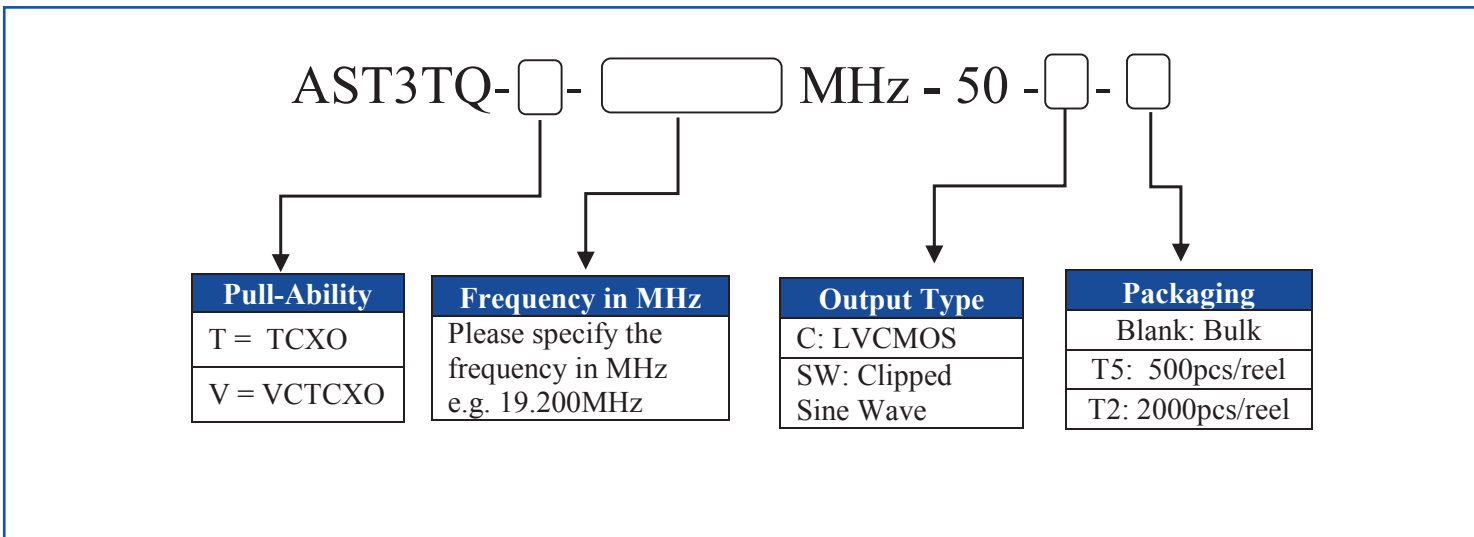 AST3TQ- - MHz - 50 - -
Pull-Ability
T = TCXO
V = VCTCXO
Frequency in MHz
Please specify the
frequency in MHz
e.g. 19.200MHz
Output Type
C: LVCMOS
SW: Clipped
Sine Wave
Packaging
Blank: Bulk
T5: 500pcs/reel
T2: 2000pcs/reel